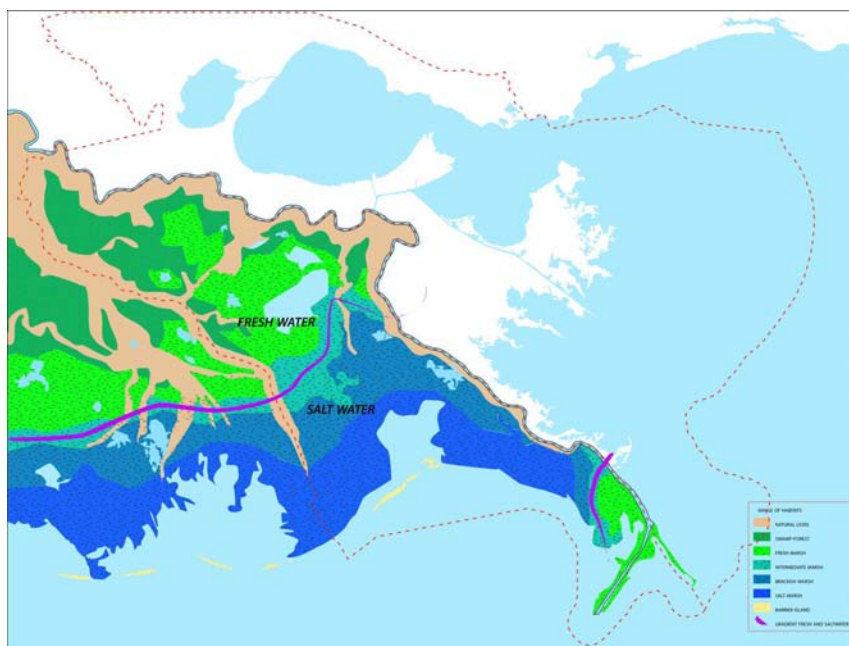 FRESH WATER
SALT WATER
RANGE OF HABITATS
NATURAL LEVEE
SWAMP FOREST
FRESH MARSH
INTERMEDIATE MARSH
BRACKISH MARSH
SALT MARSH
BARRIER ISLAND
GRADIENT FRESH AND SALTWATER